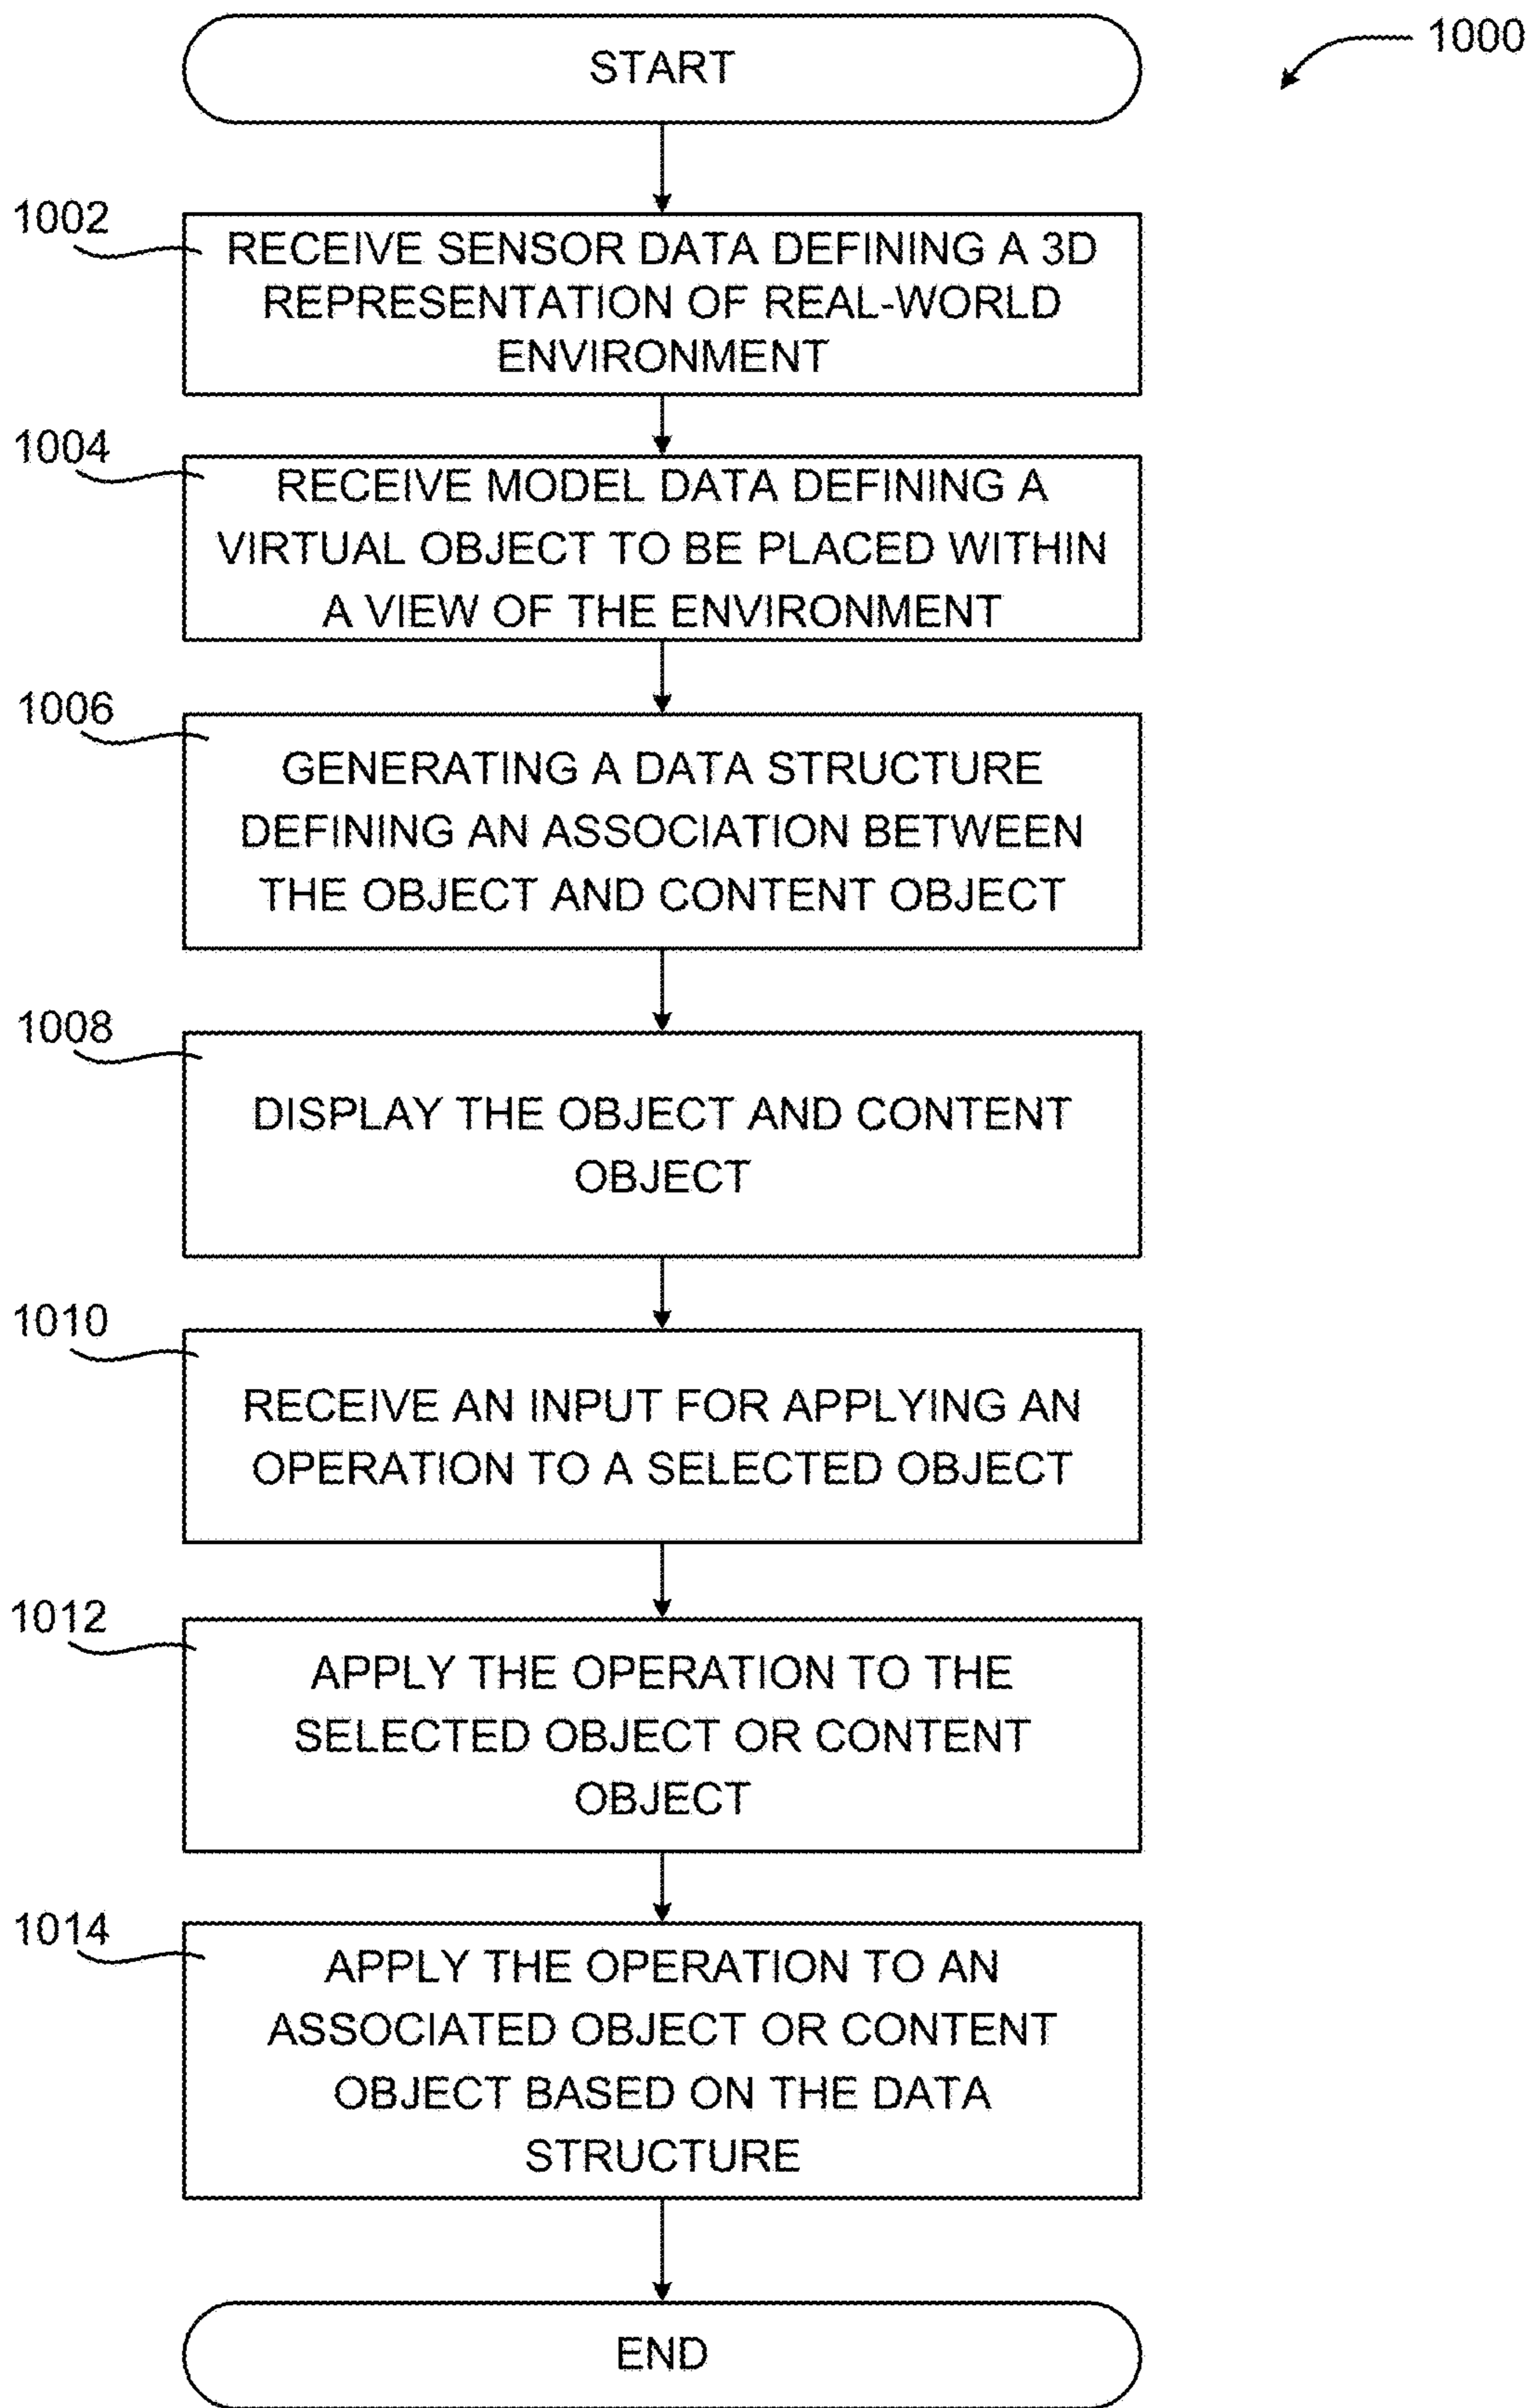 START
1000
1002
RECEIVE SENSOR DATA DEFINING A 3D
REPRESENTATION OF REAL-WORLD
ENVIRONMENT
1004
RECEIVE MODEL DATA DEFINING A
VIRTUAL OBJECT TO BE PLACED WITHIN
A VIEW OF THE ENVIRONMENT
1006
GENERATING A DATA STRUCTURE
DEFINING AN ASSOCIATION BETWEEN
THE OBJECT AND CONTENT OBJECT
1008
DISPLAY THE OBJECT AND CONTENT
OBJECT
1010
RECEIVE AN INPUT FOR APPLYING AN
OPERATION TO A SELECTED OBJECT
1012
APPLY THE OPERATION TO THE
SELECTED OBJECT OR CONTENT
OBJECT
1014
APPLY THE OPERATION TO AN
ASSOCIATED OBJECT OR CONTENT
OBJECT BASED ON THE DATA
STRUCTURE
END